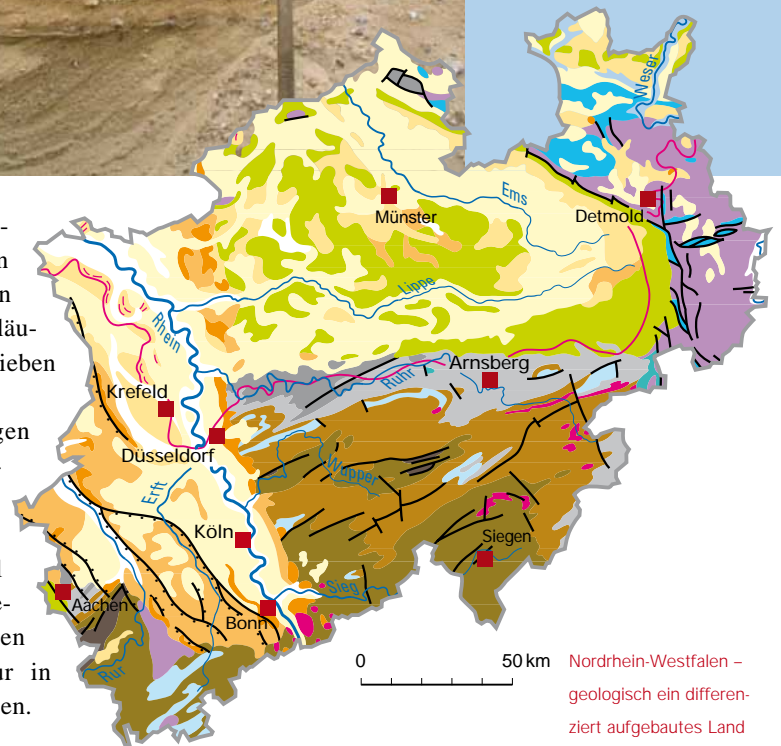 Weser
Ems
Münster
Detmold
-
n
n
läu-
ieben
gen
-
l
e-
en
ur in
en.
Lippe
Rhein
Arnsberg
Ruhr
Krefeld
Düsseldorf
Wupper
Erft
Köln
Siegen
Sieg
Aachen
Bonn
Rur
0 50 km
Nordrhein-Westfalen –
geologisch ein differen-
ziert aufgebautes Land